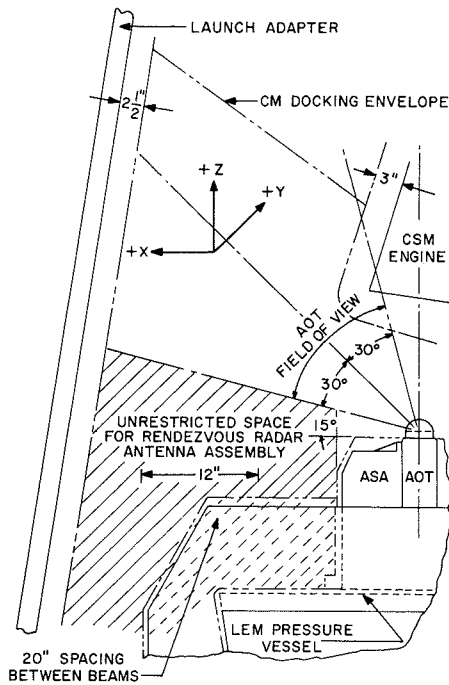 LAUNCH ADAPTER
2 1/2"
CM DOCKING ENVELOPE
3"
+Z
+Y
+X
CSM
ENGINE
AOT
FIELD OF VIEW
30°
30°
15°
UNRESTRICTED SPACE
FOR RENDEZVOUS RADAR
ANTENNA ASSEMBLY
12"
ASA
AOT
LEM PRESSURE
VESSEL
20" SPACING
BETWEEN BEAMS